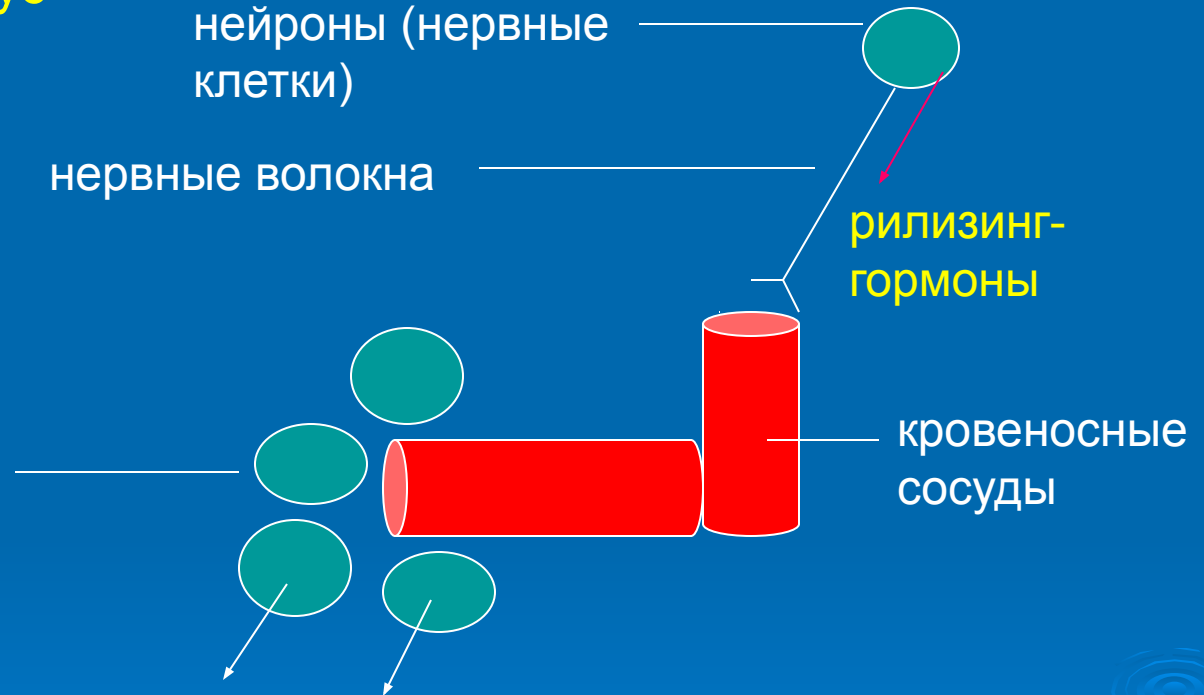 нейроны (нервные
клетки)
нервные волокна
рилизинг-
гормоны
кровеносные
сосуды